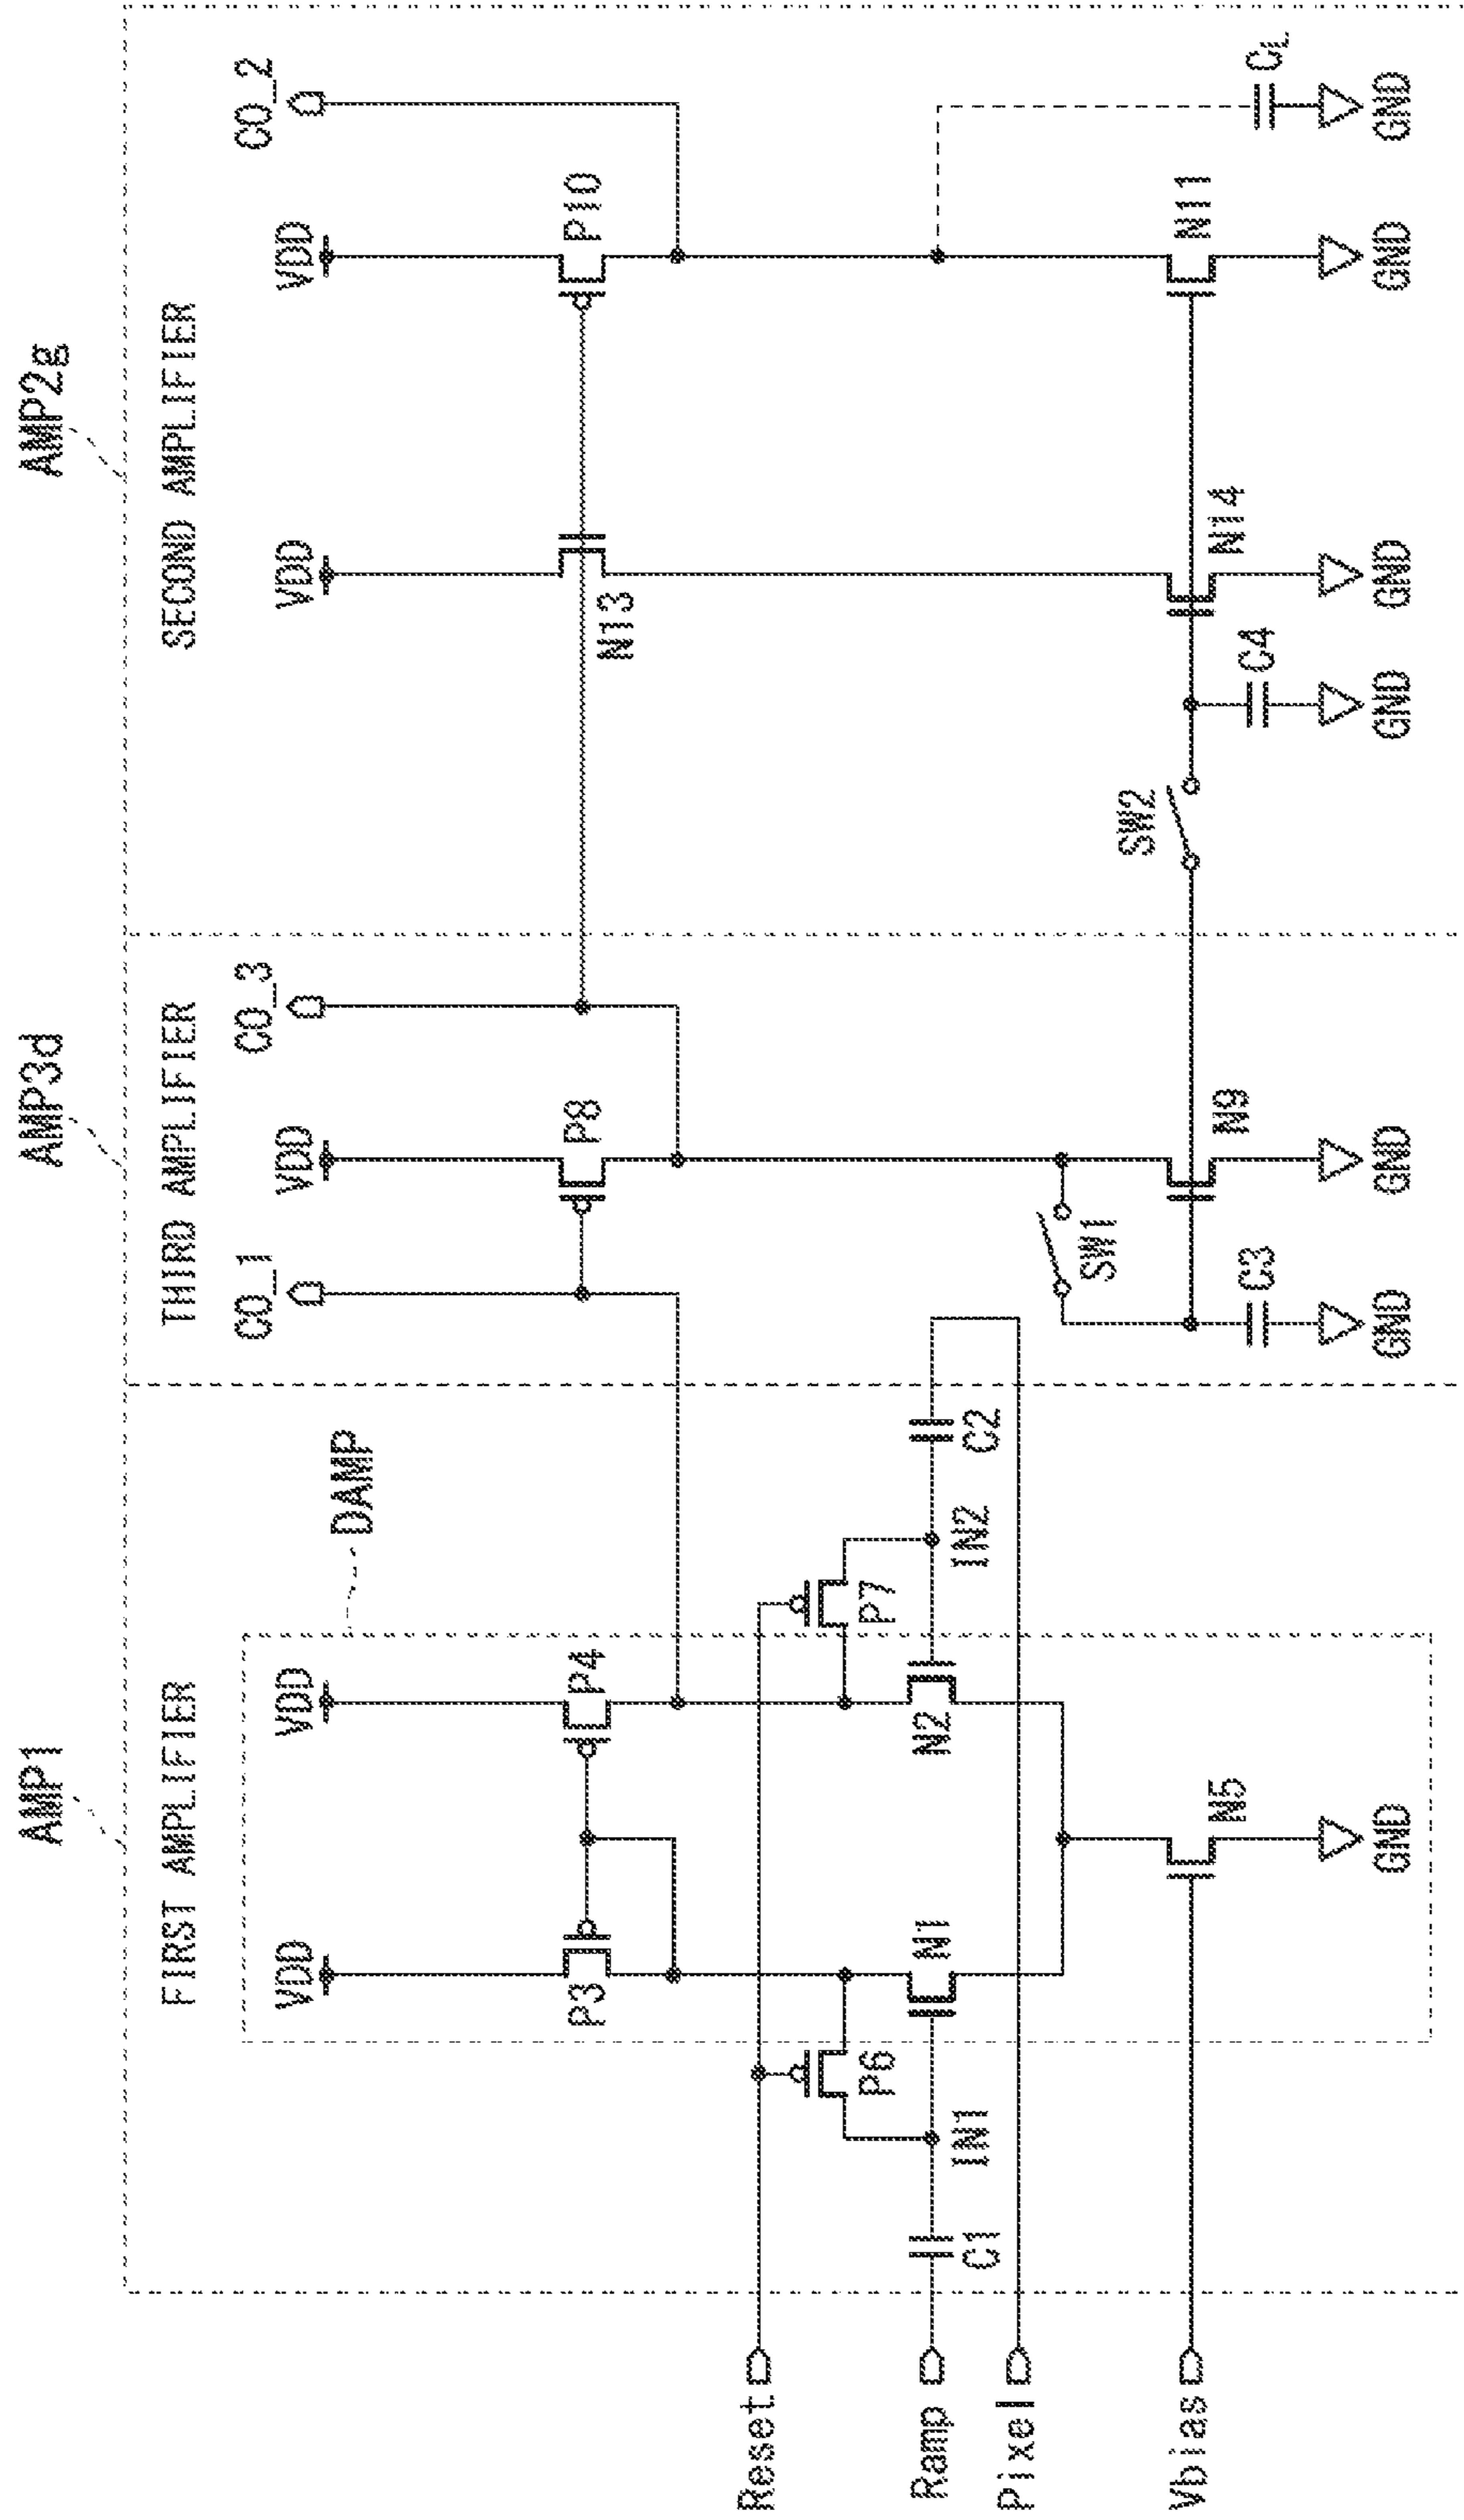 AMP1
AMP3d
AMP2g
FIRST AMPLIFIER
THIRD AMPLIFIER
SECOND AMPLIFIER
DAMP
CO_1
CO_3
CO_2
VDD
VDD
VDD
VDD
VDD
P3
P4
P8
N13
P10
Reset
P6
P7
Ramp
C1
IN1
N1
N2
IN2
C2
Pixel
SW1
SW2
Vbias
N5
N9
N14
N11
C3
C4
CL
GND
GND
GND
GND
GND
GND
GND